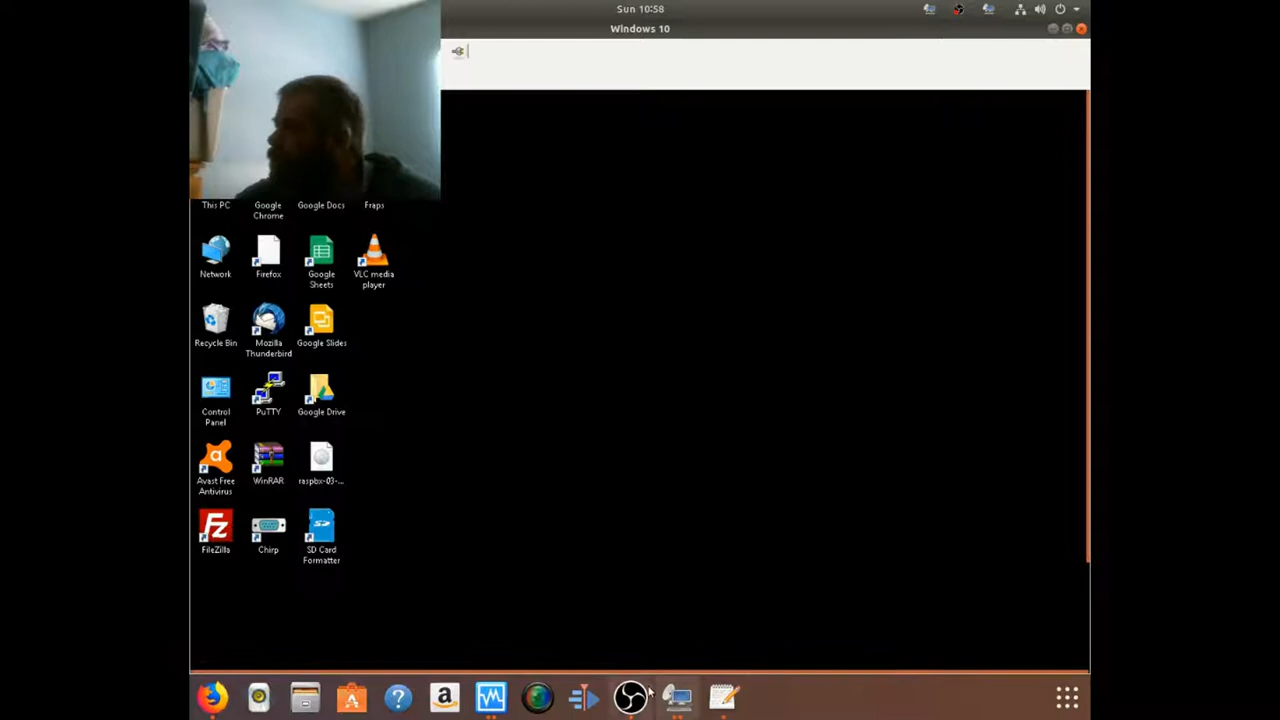 Sun 10:58
Windows 10
This PC
Google
Chrome
Google Docs
Fraps
Network
Firefox
Google
Sheets
VLC media
player
Recycle Bin
Mozilla
Thunderbird
Google Slides
Control
Panel
PuTTY
Google Drive
Avast Free
Antivirus
WinRAR
raspbx-03-...
FileZilla
Chirp
SD Card
Formatter